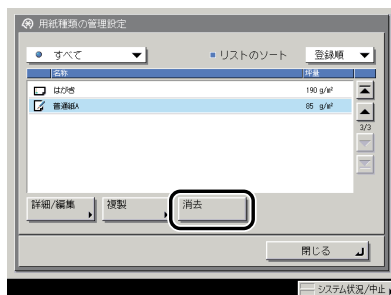 用紙種類の管理設定
すべて
リストのソート
登録順
名称
坪量
はがき
190 g/m²
普通紙A
85 g/m²
3/3
詳細/編集
複製
消去
閉じる
システム状況/中止